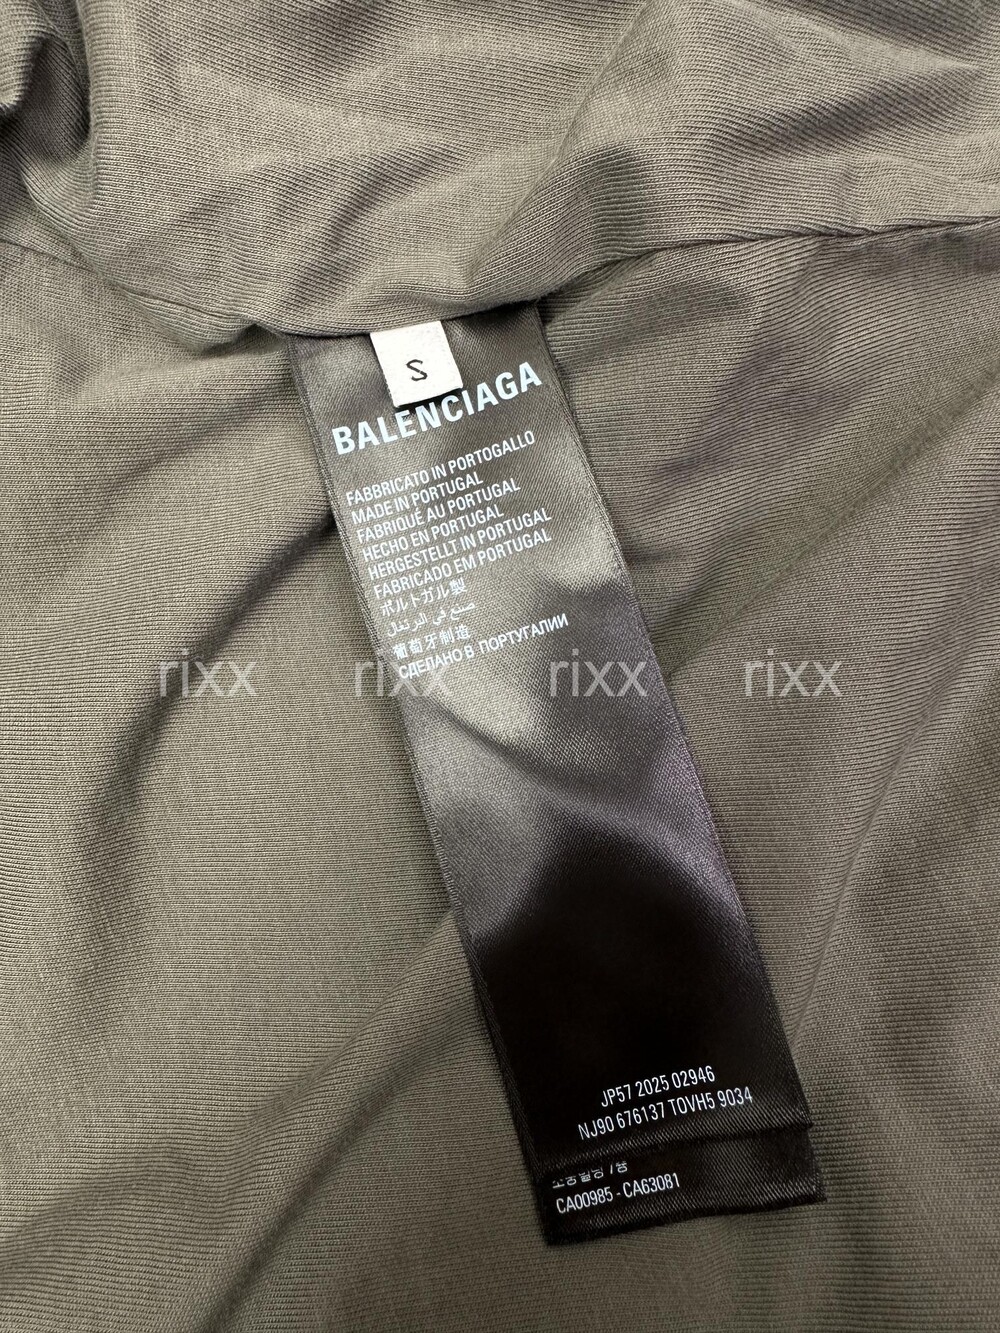 S
BALENCIAGA
FABBRICATO IN PORTOGALLO
MADE IN PORTUGAL
FABRIQUÉ AU PORTUGAL
HECHO EN PORTUGAL
HERGESTELLT IN PORTUGAL
FABRICADO EM PORTUGAL
ポルトガル製
صنع في البرتغال
葡萄牙制造
СДЕЛАНО В ПОРТУГАЛИИ
rixx rixx rixx rixx
JP57 2025 02946
NJ90 676137 TOVH5 9034
CA00985 - CA63081